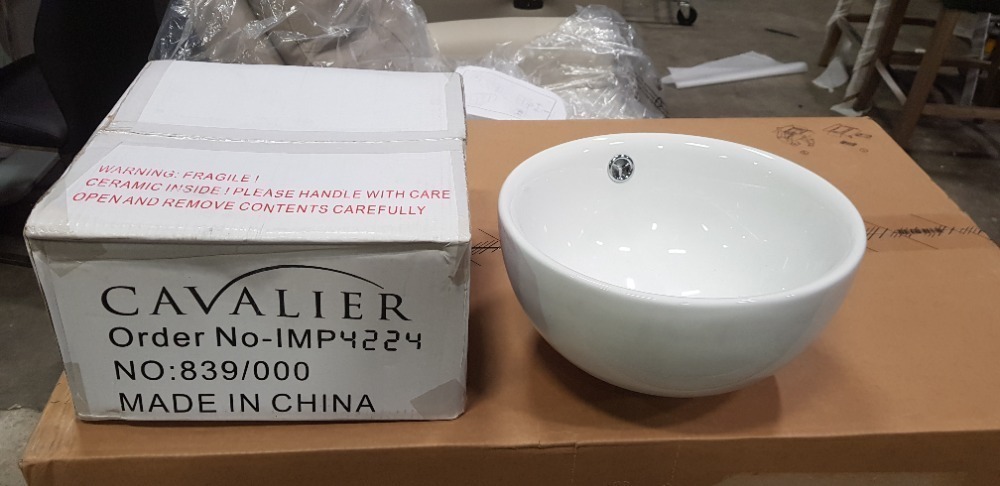 WARNING: FRAGILE !
CERAMIC INSIDE ! PLEASE HANDLE WITH CARE
OPEN AND REMOVE CONTENTS CAREFULLY
CAVALIER
Order No-IMP4224
NO:839/000
MADE IN CHINA